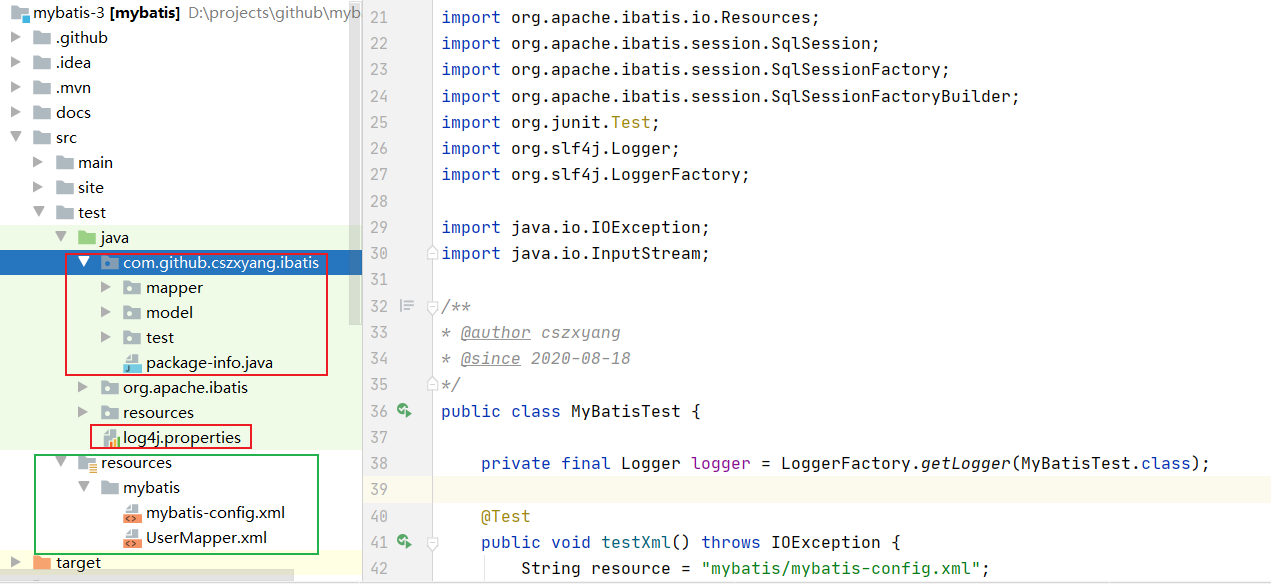 mybatis-3 [mybatis] D:\projects\github\myb
.github
.idea
.mvn
docs
src
main
site
test
java
com.github.cszxyang.ibatis
mapper
model
test
package-info.java
org.apache.ibatis
resources
log4j.properties
resources
mybatis
mybatis-config.xml
UserMapper.xml
target
21 import org.apache.ibatis.io.Resources;
22 import org.apache.ibatis.session.SqlSession;
23 import org.apache.ibatis.session.SqlSessionFactory;
24 import org.apache.ibatis.session.SqlSessionFactoryBuilder;
25 import org.junit.Test;
26 import org.slf4j.Logger;
27 import org.slf4j.LoggerFactory;
28
29 import java.io.IOException;
30 import java.io.InputStream;
31
32 /**
33 * @author cszxyang
34 * @since 2020-08-18
35 */
36 public class MyBatisTest {
37
38 private final Logger logger = LoggerFactory.getLogger(MyBatisTest.class);
39
40 @Test
41 public void testXml() throws IOException {
42 String resource = "mybatis/mybatis-config.xml";